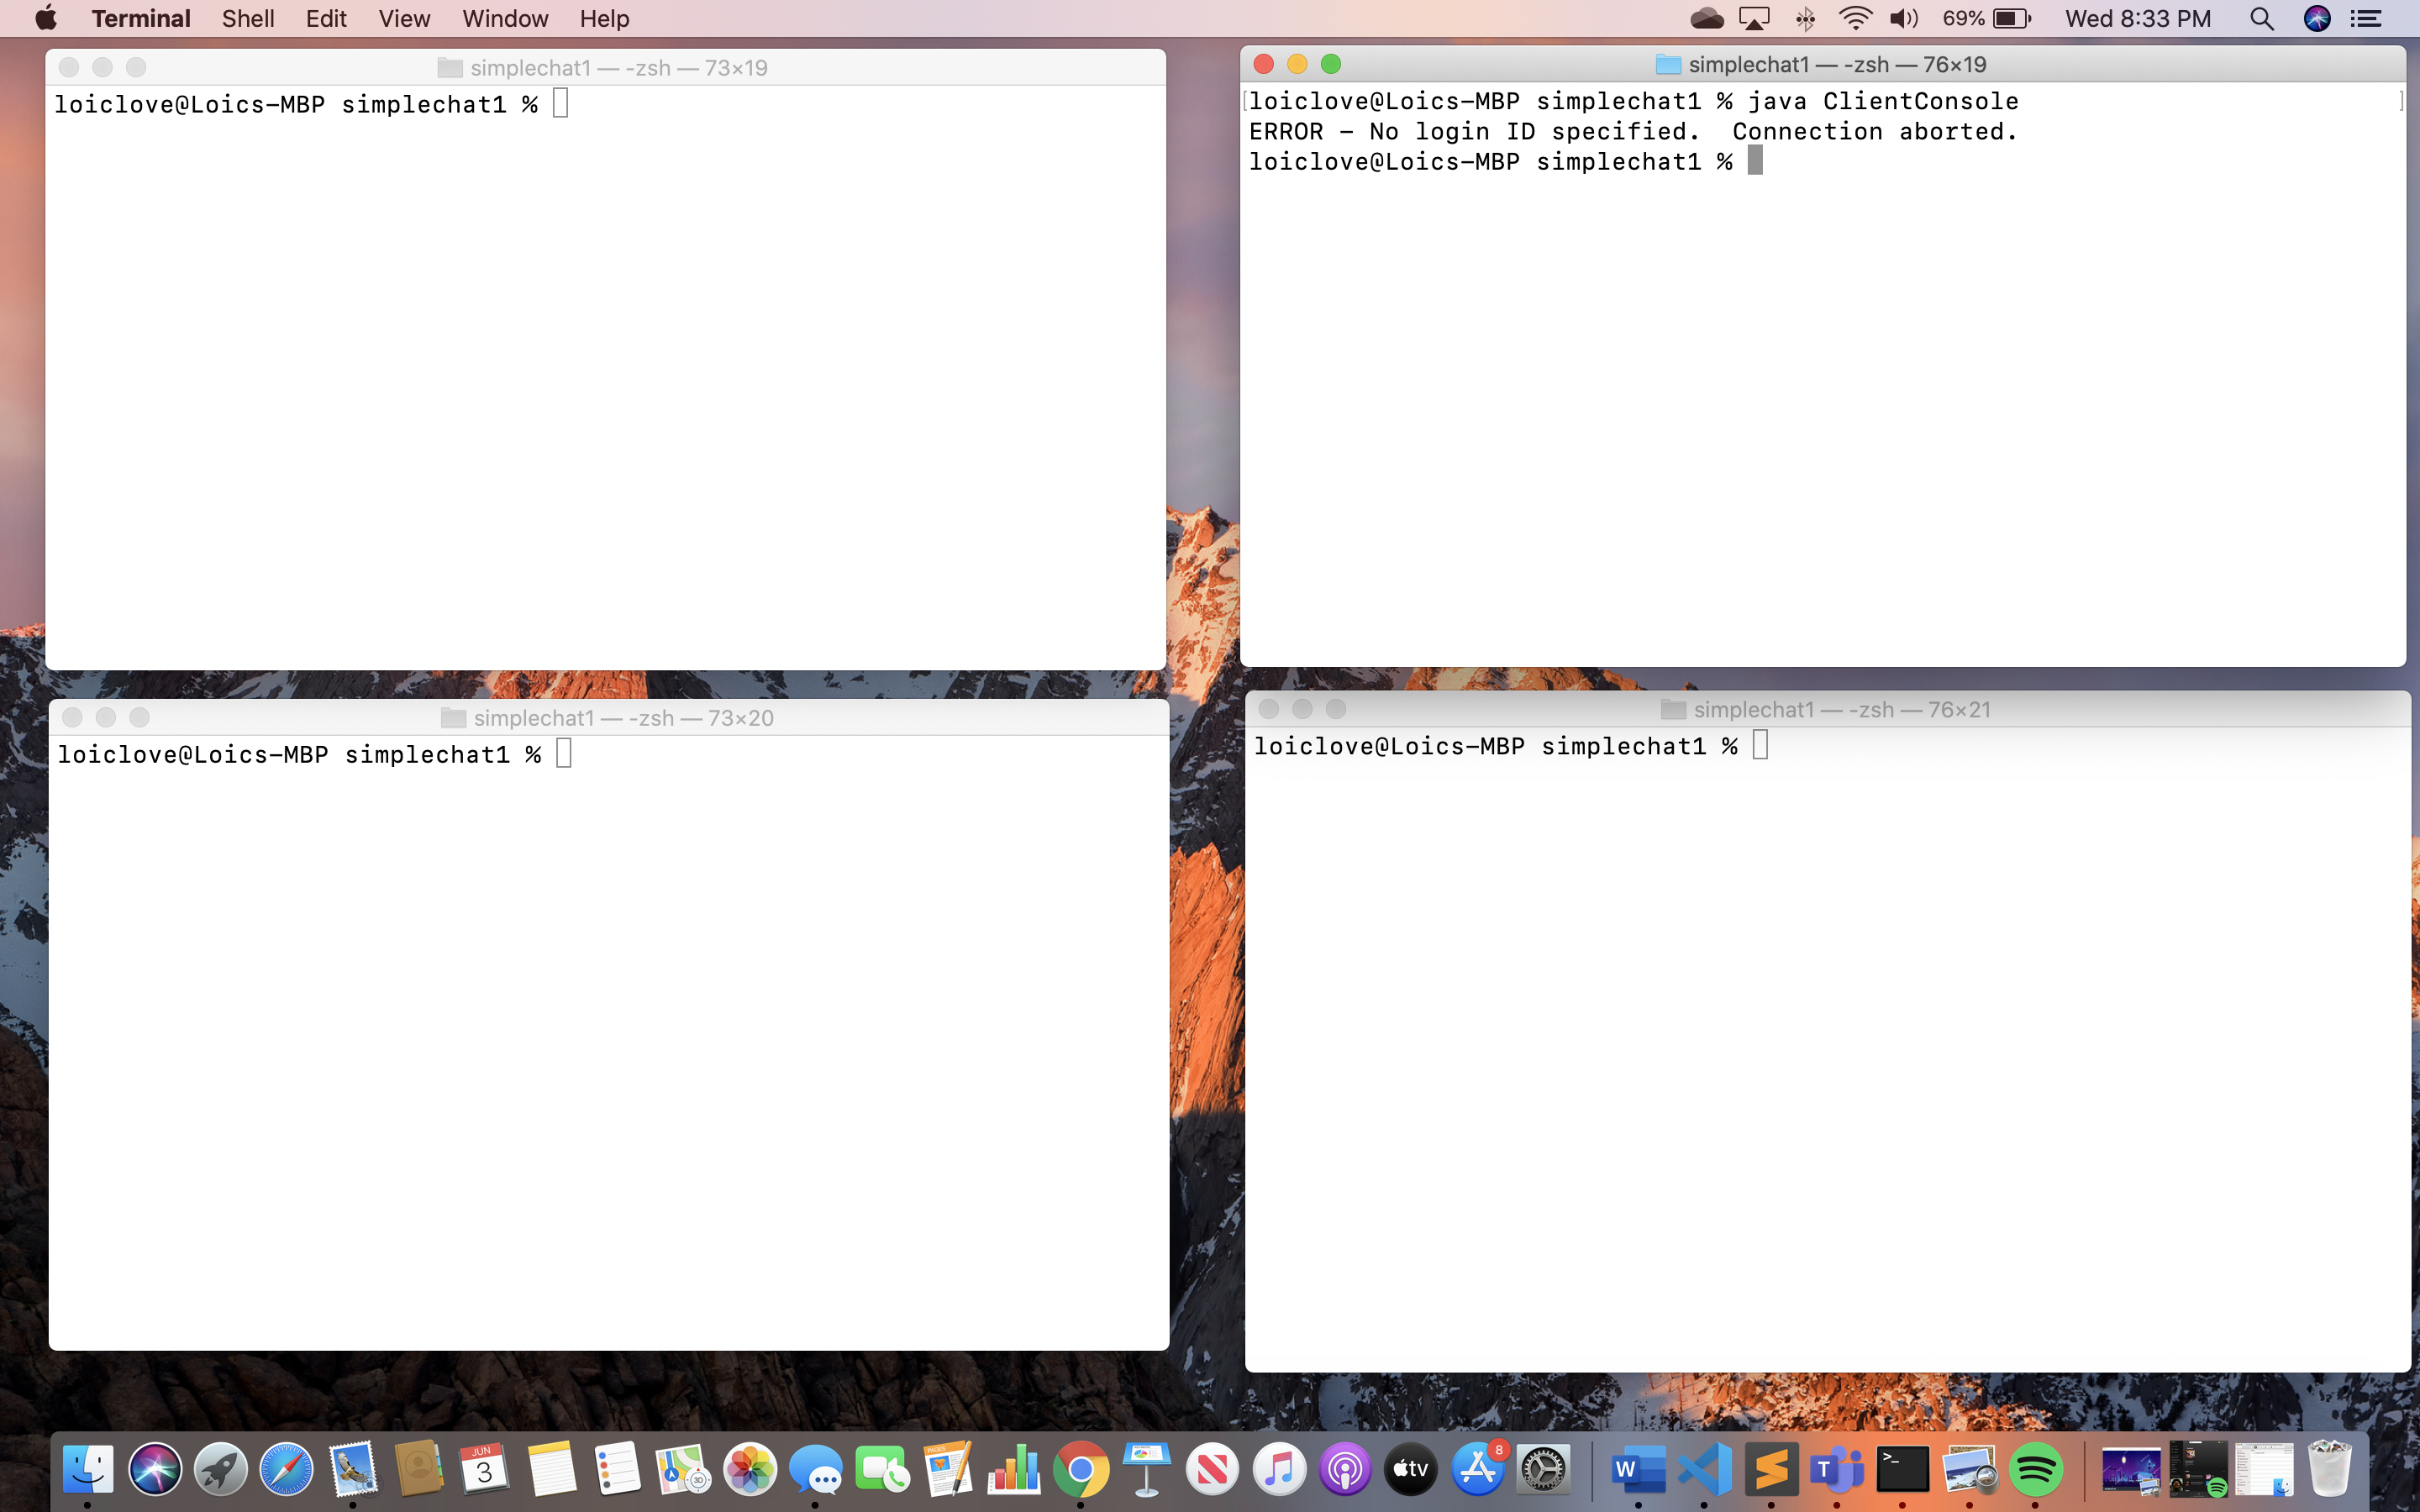 Terminal Shell Edit View Window Help 69% Wed 8:33 PM
simplechat1 — -zsh — 73×19
loiclove@Loics-MBP simplechat1 %
simplechat1 — -zsh — 76×19
[loiclove@Loics-MBP simplechat1 % java ClientConsole ]
ERROR - No login ID specified.  Connection aborted.
loiclove@Loics-MBP simplechat1 %
simplechat1 — -zsh — 73×20
loiclove@Loics-MBP simplechat1 %
simplechat1 — -zsh — 76×21
loiclove@Loics-MBP simplechat1 %
JUN
3
3D
PAGES
tv
8
W
T
>_